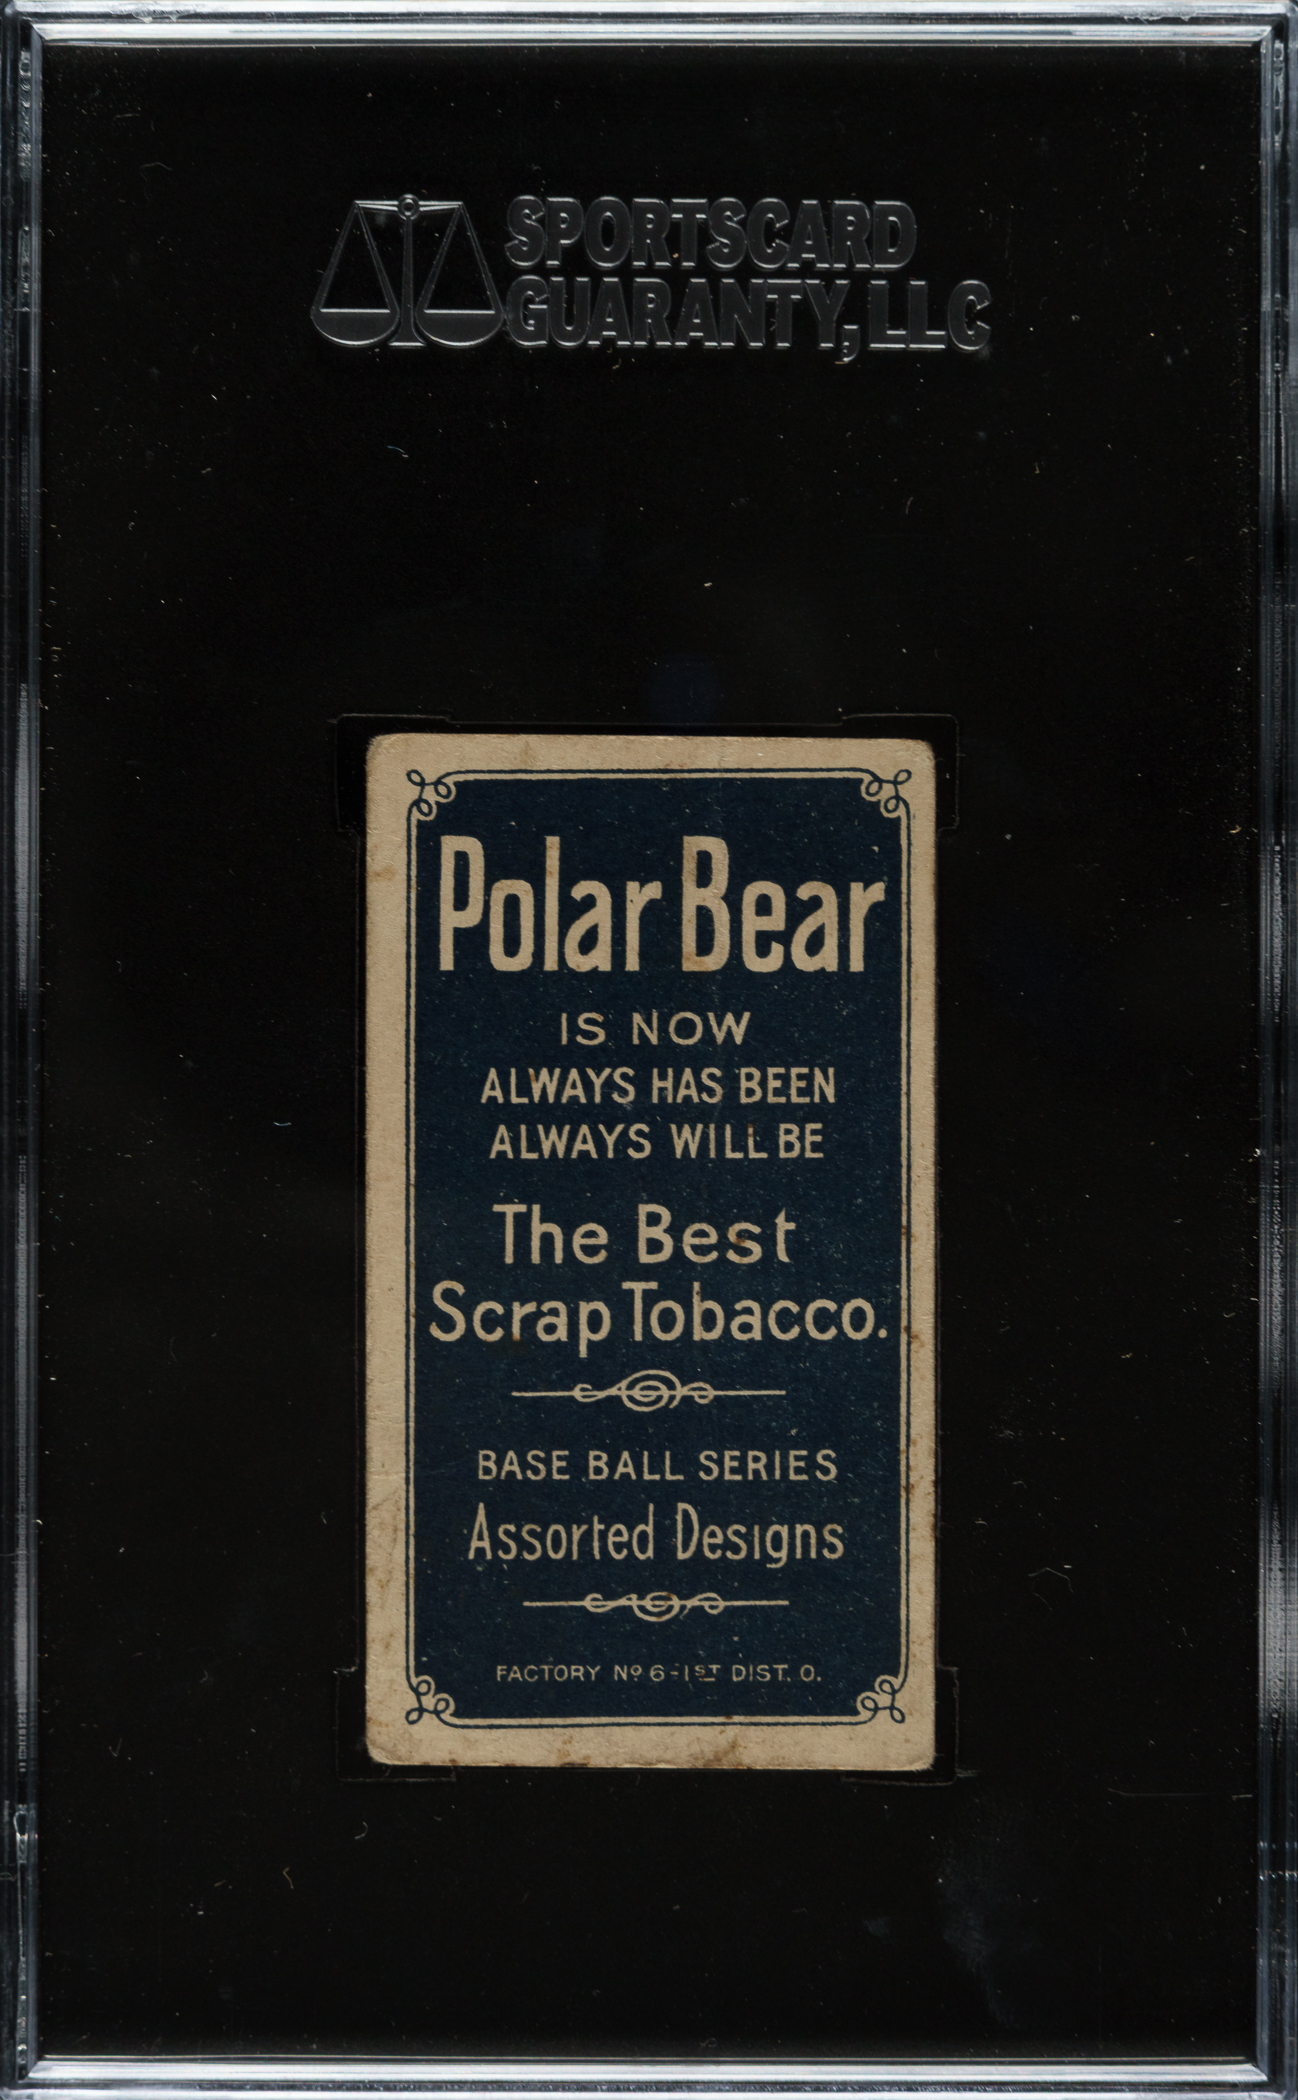 SPORTSCARD
GUARANTY, LLC
Polar Bear
IS NOW
ALWAYS HAS BEEN
ALWAYS WILL BE
The Best
Scrap Tobacco.
BASE BALL SERIES
Assorted Designs
FACTORY Nº 6-1ST DIST. O.